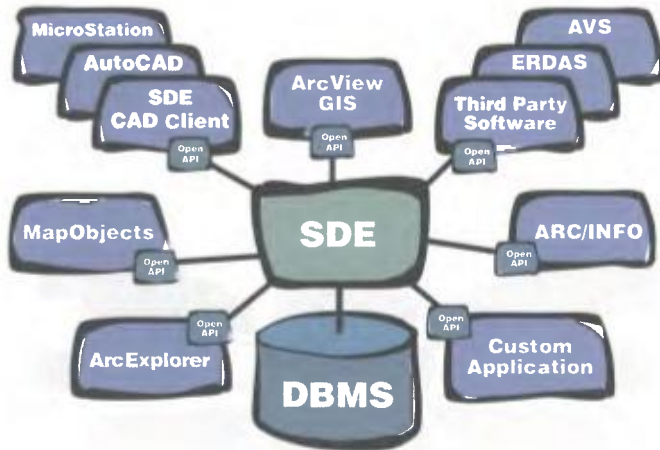 MicroStation
AutoCAD
SDE
CAD Client
Open
API
ArcView
GIS
Open
API
AVS
ERDAS
Third Party
Software
Open
API
MapObjects
Open
API
SDE
ARC/INFO
Open
API
ArcExplorer
Open
API
DBMS
Open
API
Custom
Application